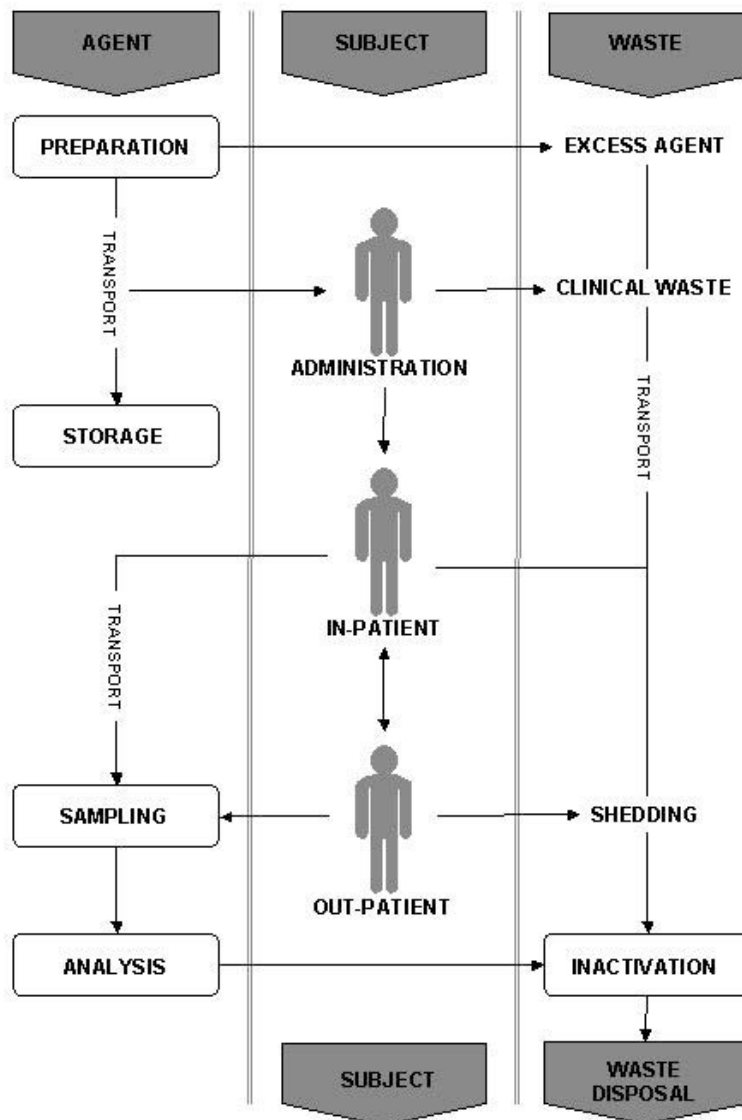 AGENT
SUBJECT
WASTE
PREPARATION
EXCESS AGENT
TRANSPORT
CLINICAL WASTE
ADMINISTRATION
STORAGE
TRANSPORT
IN-PATIENT
TRANSPORT
SAMPLING
SHEDDING
OUT-PATIENT
ANALYSIS
INACTIVATION
SUBJECT
WASTE
DISPOSAL